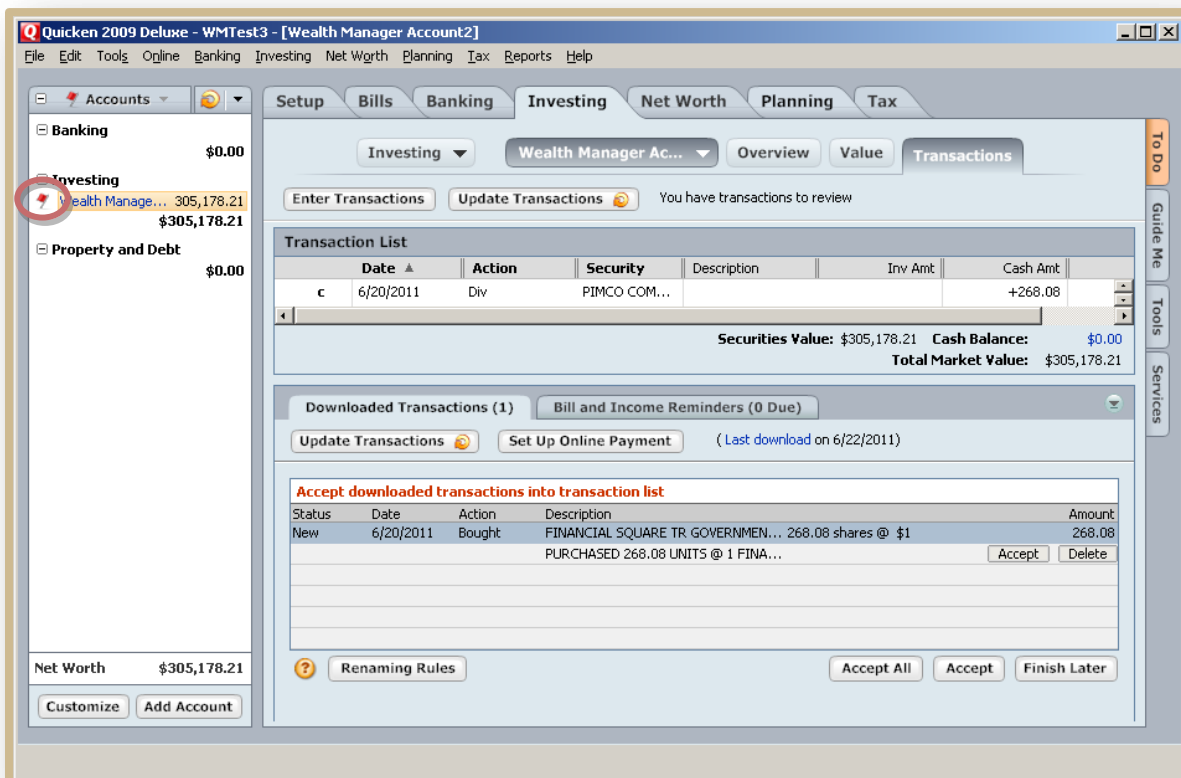 Quicken 2009 Deluxe - WMTest3 - [Wealth Manager Account2]
File Edit Tools Online Banking Investing Net Worth Planning Tax Reports Help
Accounts
Setup Bills Banking Investing Net Worth Planning Tax
Banking
$0.00
Investing
Wealth Manage... 305,178.21
$305,178.21
Property and Debt
$0.00
Net Worth $305,178.21
Customize Add Account
Investing Wealth Manager Ac... Overview Value Transactions
Enter Transactions Update Transactions You have transactions to review
Transaction List
Date Action Security Description Inv Amt Cash Amt
c 6/20/2011 Div PIMCO COM... +268.08
Securities Value: $305,178.21 Cash Balance: $0.00
Total Market Value: $305,178.21
Downloaded Transactions (1) Bill and Income Reminders (0 Due)
Update Transactions Set Up Online Payment (Last download on 6/22/2011)
Accept downloaded transactions into transaction list
Status Date Action Description Amount
New 6/20/2011 Bought FINANCIAL SQUARE TR GOVERNMEN... 268.08 shares @ $1 268.08
PURCHASED 268.08 UNITS @ 1 FINA... Accept Delete
? Renaming Rules Accept All Accept Finish Later
To Do
Guide Me
Tools
Services